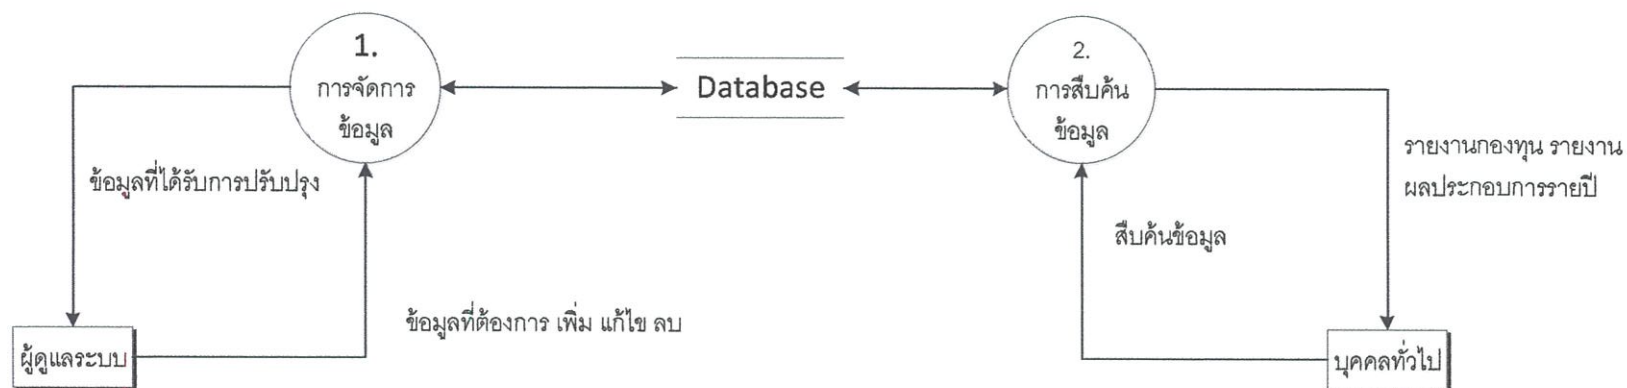 1.
การจัดการ
ข้อมูล
Database
2.
การสืบค้น
ข้อมูล
ข้อมูลที่ได้รับการปรับปรุง
รายงานกองทุน รายงาน
ผลประกอบการรายปี
สืบค้นข้อมูล
ข้อมูลที่ต้องการ เพิ่ม แก้ไข ลบ
ผู้ดูแลระบบ
บุคคลทั่วไป